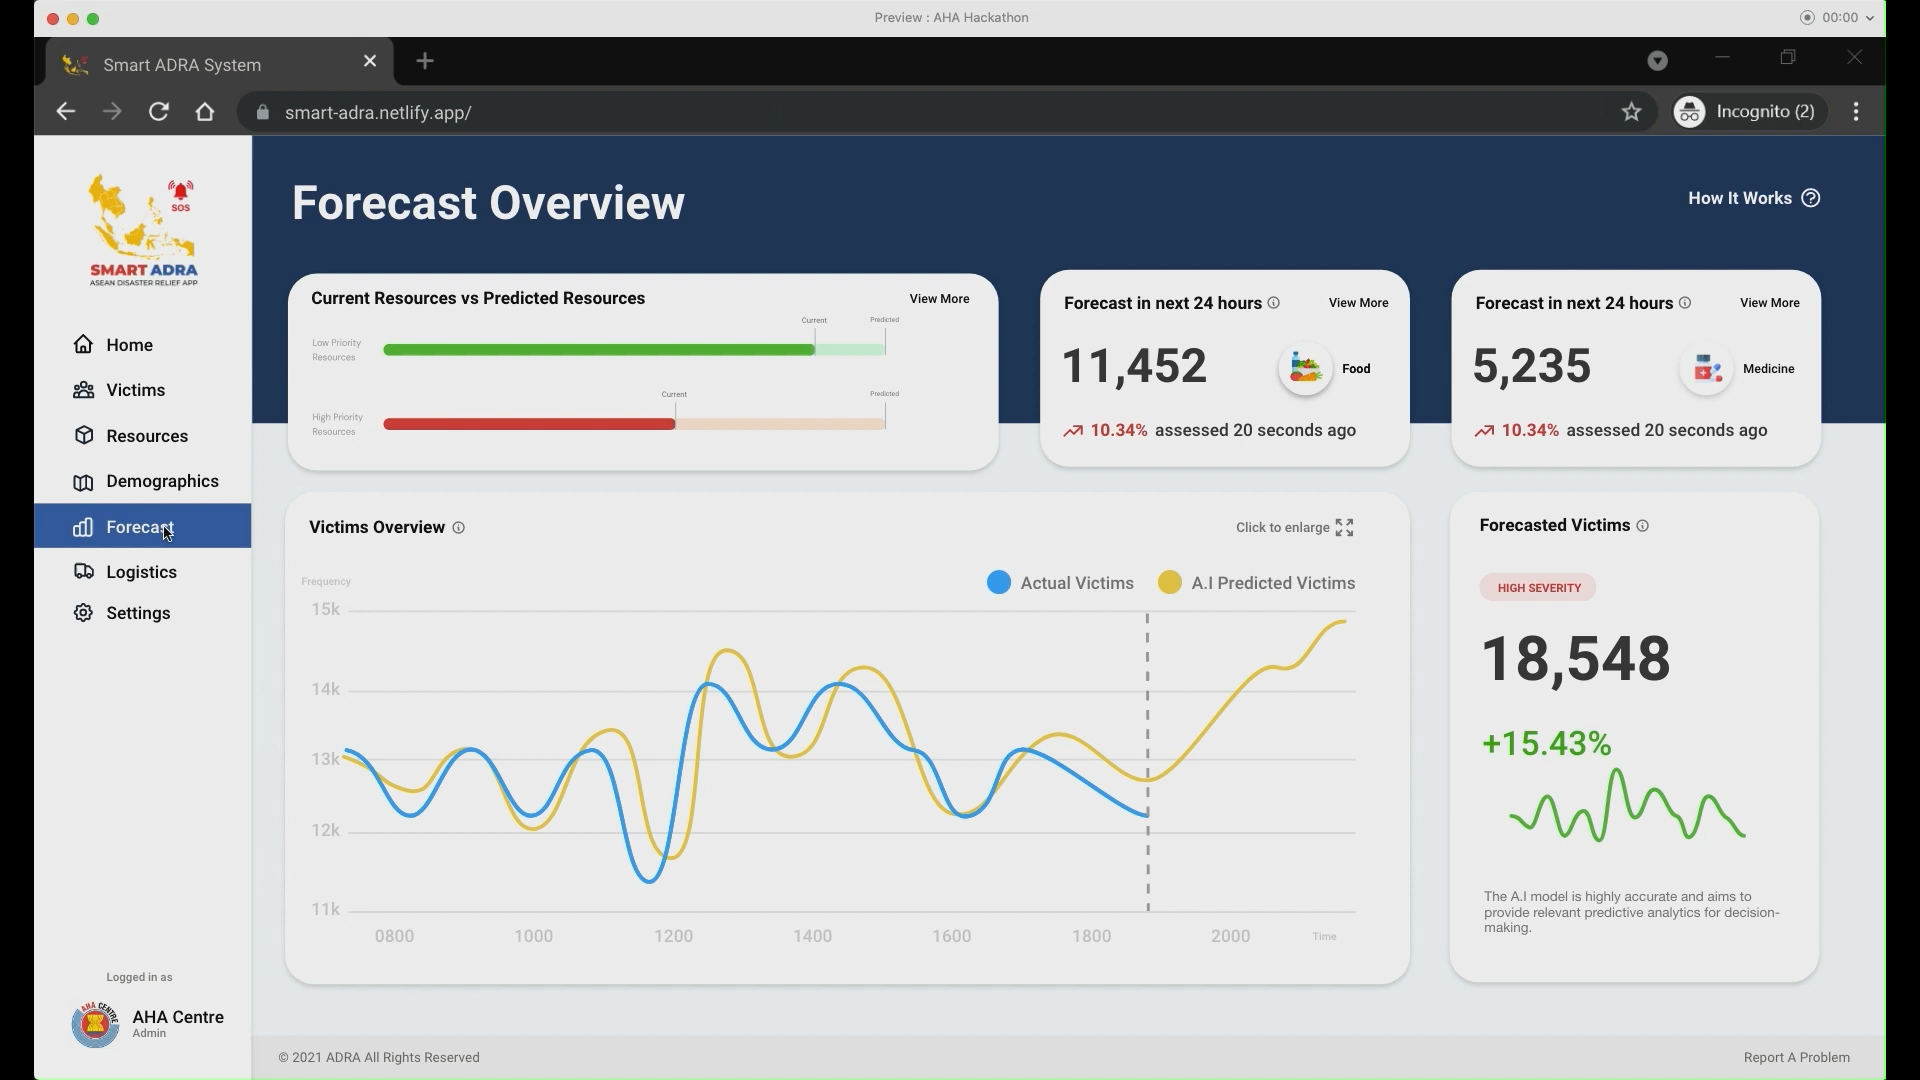 Preview : AHA Hackathon
00:00
Smart ADRA System
smart-adra.netlify.app/
Incognito (2)
SOS
SMART ADRA
ASEAN DISASTER RELIEF APP
Home
Victims
Resources
Demographics
Forecast
Logistics
Settings
Logged in as
AHA CENTRE
AHA Centre
Admin
Forecast Overview
How It Works
Current Resources vs Predicted Resources
View More
Current
Predicted
Low Priority
Resources
Current
Predicted
High Priority
Resources
Forecast in next 24 hours
View More
11,452
Food
10.34% assessed 20 seconds ago
Forecast in next 24 hours
View More
5,235
Medicine
10.34% assessed 20 seconds ago
Victims Overview
Click to enlarge
Frequency
Actual Victims
A.I Predicted Victims
15k
14k
13k
12k
11k
0800
1000
1200
1400
1600
1800
2000
Time
Forecasted Victims
HIGH SEVERITY
18,548
+15.43%
The A.I model is highly accurate and aims to
provide relevant predictive analytics for decision-
making.
© 2021 ADRA All Rights Reserved
Report A Problem